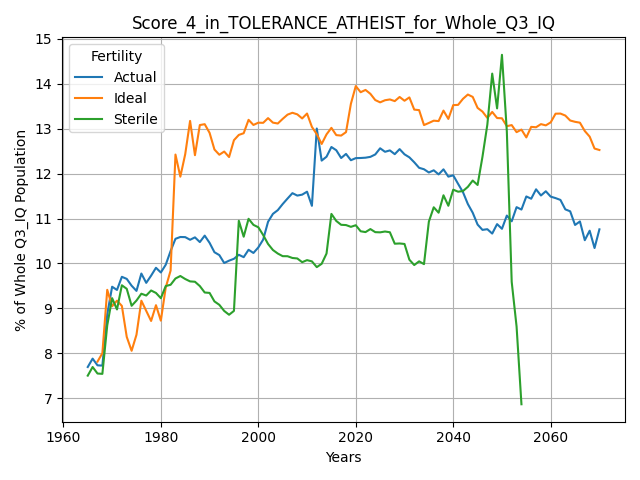 Score_4_in_TOLERANCE_ATHEIST_for_Whole_Q3_IQ
Fertility
Actual
Ideal
Sterile
% of Whole Q3_IQ Population
15
14
13
12
11
10
9
8
7
1960
1980
2000
2020
2040
2060
Years